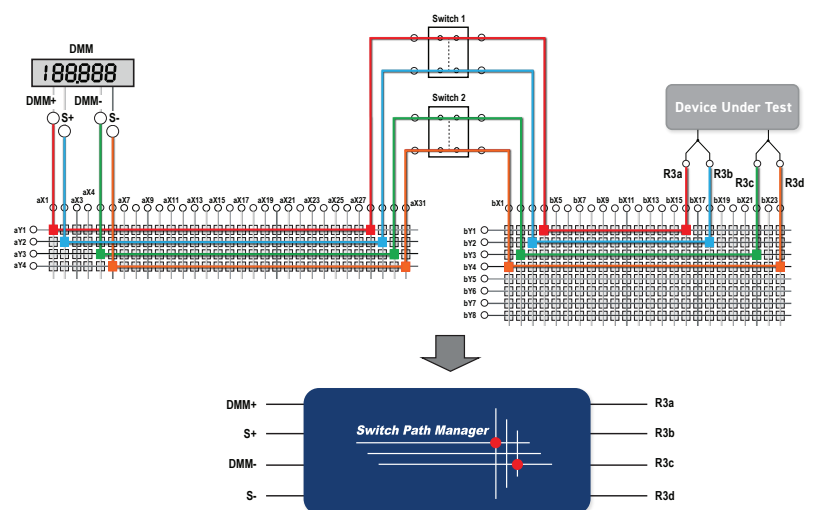 Switch 1
DMM
188.888
DMM+ DMM-
S+ S-
Switch 2
Device Under Test
R3a R3b R3c R3d
aX1 aX3 aX4 aX7 aX9 aX11 aX13 aX15 aX17 aX19 aX21 aX23 aX25 aX27 aX31
bX1 bX5 bX7 bX9 bX11 bX13 bX15 bX17 bX19 bX21 bX23
aY1
aY2
aY3
aY4
bY1
bY2
bY3
bY4
bY5
bY6
bY7
bY8
DMM+ R3a
S+ Switch Path Manager R3b
DMM- R3c
S- R3d